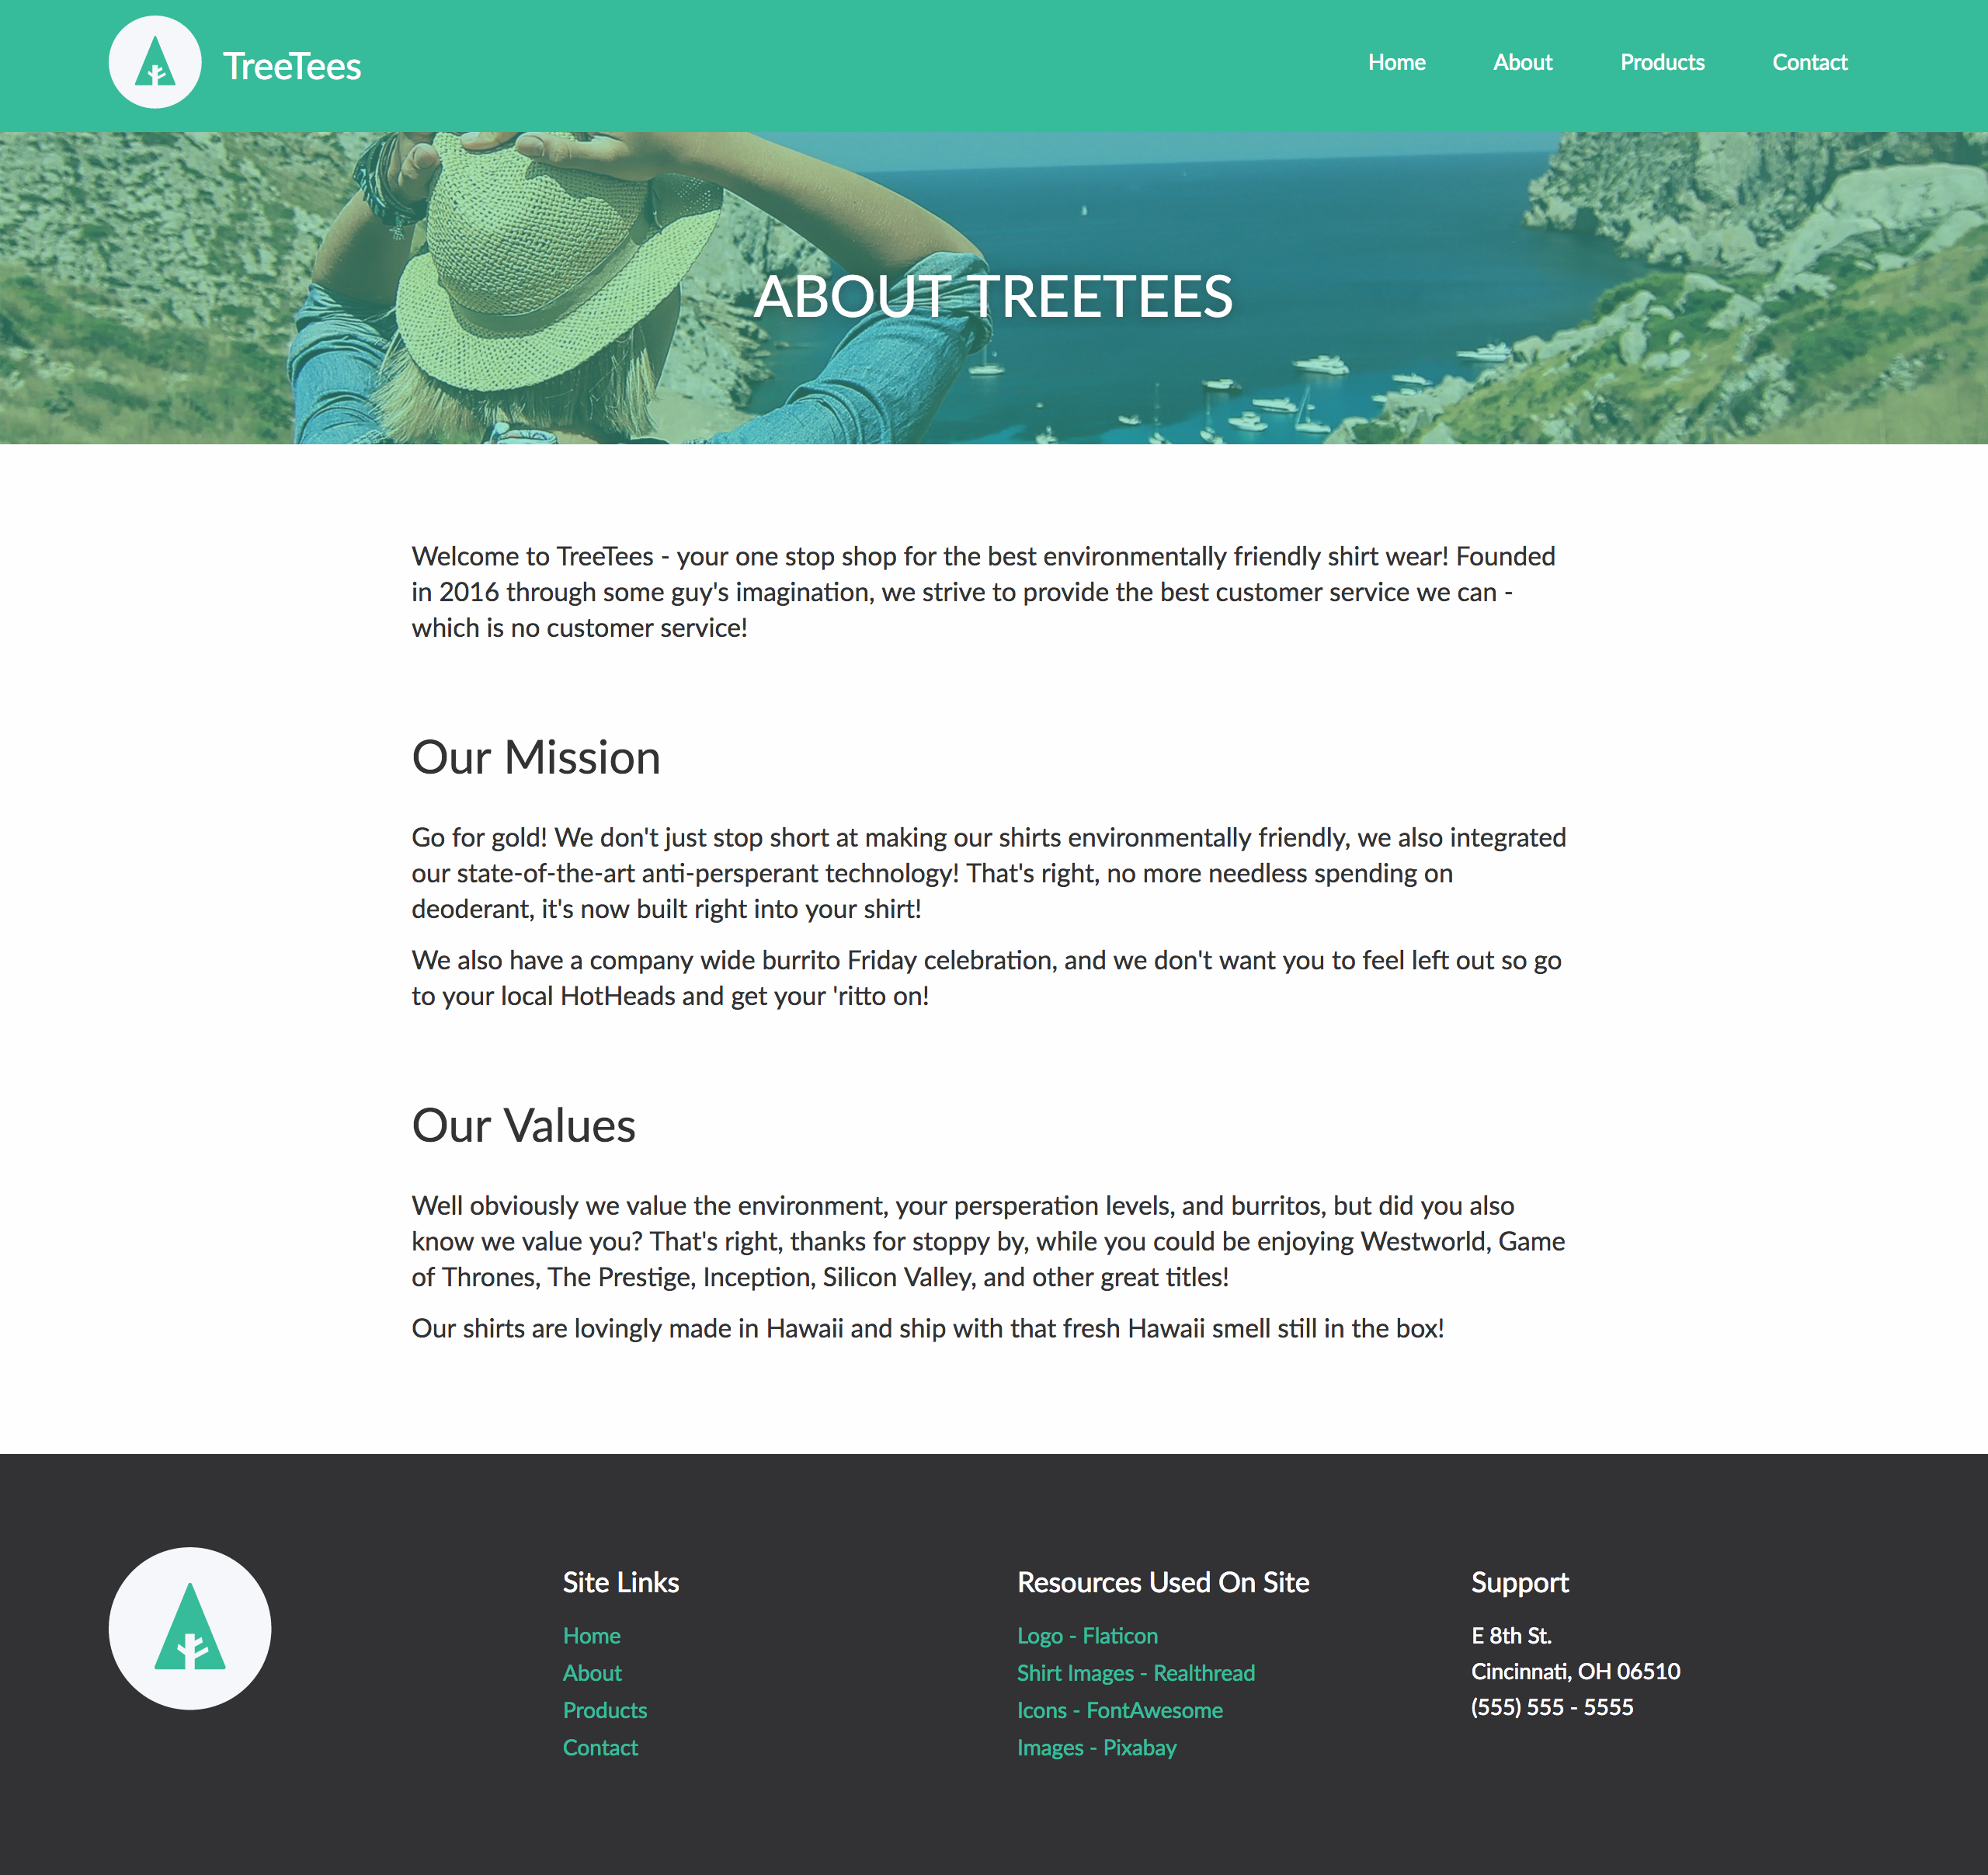 TreeTees
Home
About
Products
Contact
ABOUT TREETEES
Welcome to TreeTees - your one stop shop for the best environmentally friendly shirt wear! Founded
in 2016 through some guy's imagination, we strive to provide the best customer service we can -
which is no customer service!
Our Mission
Go for gold! We don't just stop short at making our shirts environmentally friendly, we also integrated
our state-of-the-art anti-persperant technology! That's right, no more needless spending on
deoderant, it's now built right into your shirt!
We also have a company wide burrito Friday celebration, and we don't want you to feel left out so go
to your local HotHeads and get your 'ritto on!
Our Values
Well obviously we value the environment, your persperation levels, and burritos, but did you also
know we value you? That's right, thanks for stoppy by, while you could be enjoying Westworld, Game
of Thrones, The Prestige, Inception, Silicon Valley, and other great titles!
Our shirts are lovingly made in Hawaii and ship with that fresh Hawaii smell still in the box!
Site Links
Home
About
Products
Contact
Resources Used On Site
Logo - Flaticon
Shirt Images - Realthread
Icons - FontAwesome
Images - Pixabay
Support
E 8th St.
Cincinnati, OH 06510
(555) 555 - 5555